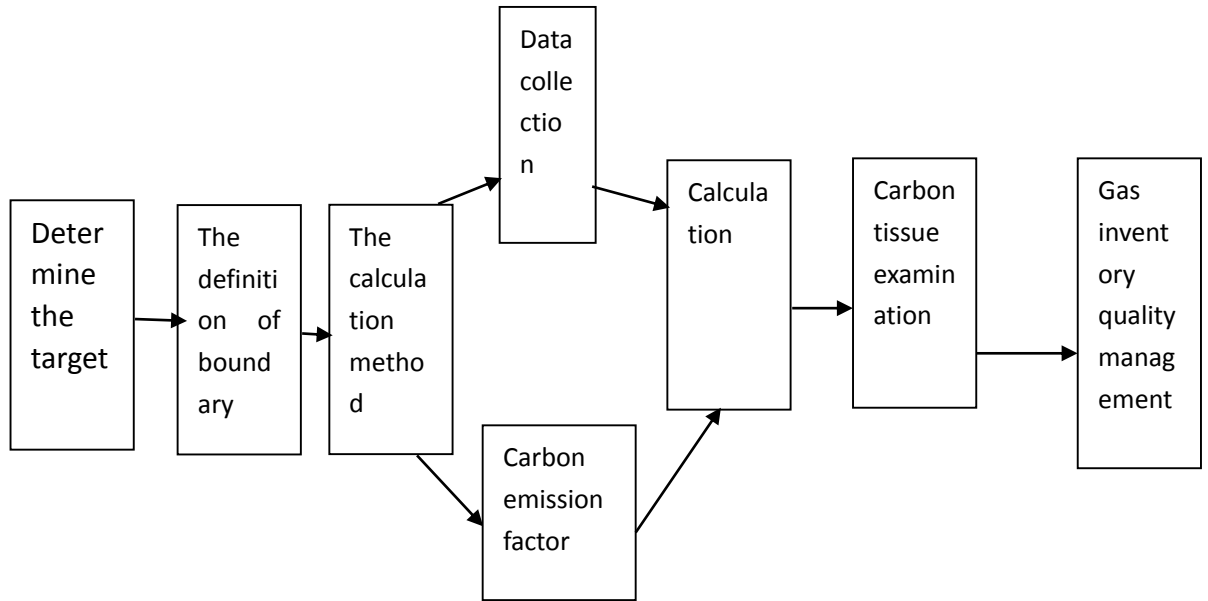 Deter
mine
the
target
The
definiti
on of
bound
ary
The
calcula
tion
metho
d
Data
colle
ctio
n
Carbon
emission
factor
Calcula
tion
Carbon
tissue
examin
ation
Gas
invent
ory
quality
manag
ement